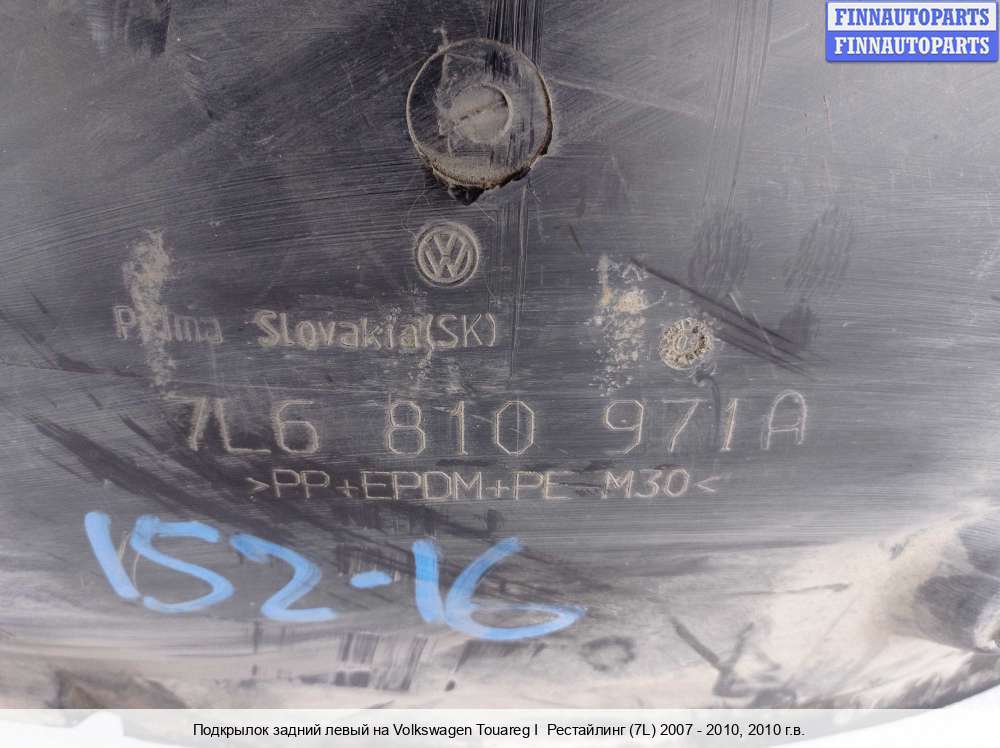 FINNAUTOPARTS
FINNAUTOPARTS
VW
Slovakia(SK)
7L6 810 971A
>PP+EPDM+PE-M30<
152-16
Подкрылок задний левый на Volkswagen Touareg I Рестайлинг (7L) 2007 - 2010, 2010 г.в.